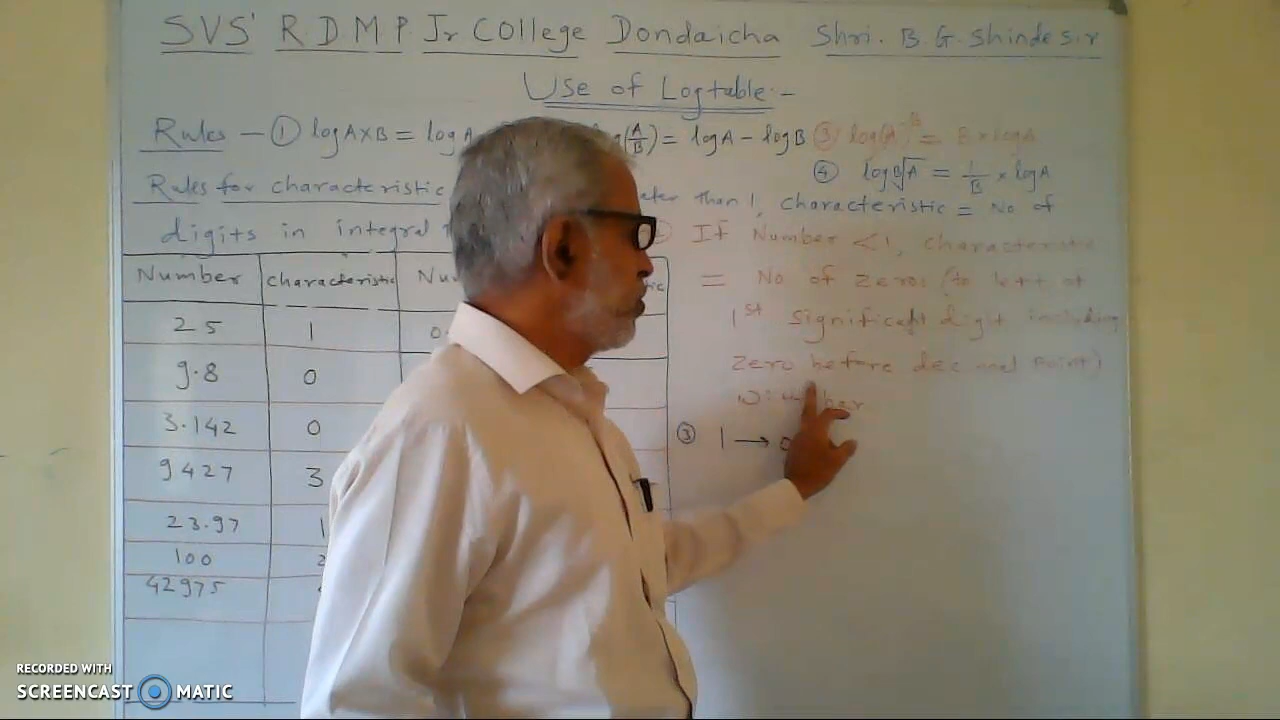 SVS' R D M P Jr College Dondaicha Shri. B. G. Shinde Sir
Use of Logtable:-
Rules - ① log A×B = log A log(A/B) = log A - log B ③ log(A)^B = B × log A
④ log B√A = 1/B × log A
Rules for characteristic than 1, characteristic = No of
digits in integral If Number < 1, characteristic
= No of zeros (to left of
1st significant digit including
zero before decimal point)
Number characteristic
25 1
9.8 0
3.142 0
9427 3
23.97 1
100 2
42975
③ 1 →
RECORDED WITH
SCREENCAST MATIC